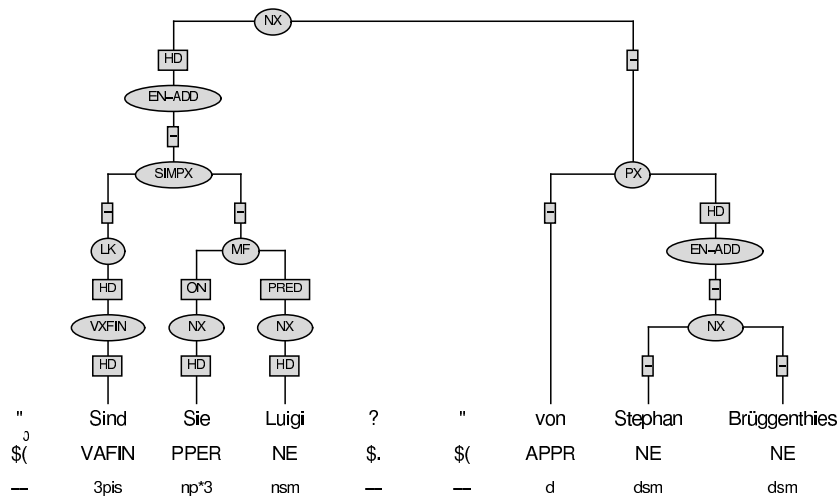 NX
HD –
EN–ADD
–
SIMPX PX
– – – HD
LK MF EN–ADD
HD ON PRED –
VXFIN NX NX NX
HD HD HD – –
" Sind Sie Luigi ? " von Stephan Brüggenthies
$( VAFIN PPER NE $. $( APPR NE NE
–– 3pis np*3 nsm –– –– d dsm dsm